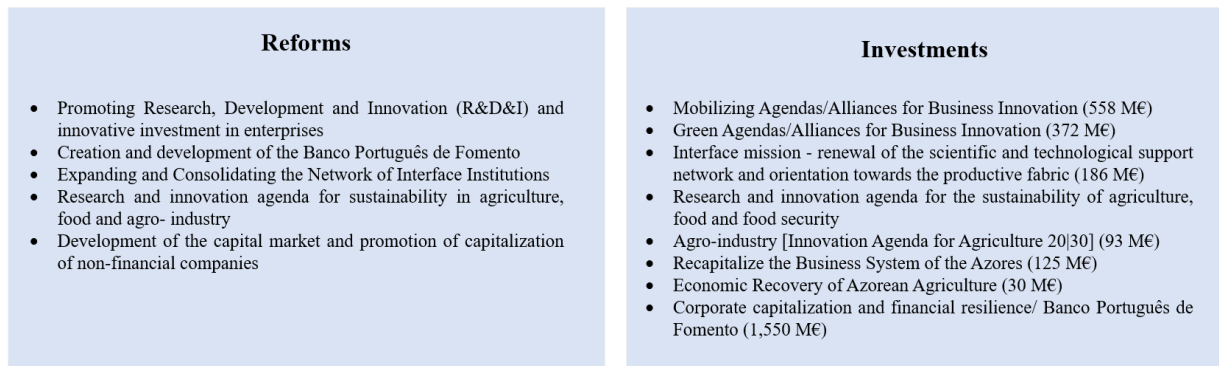 Reforms
• Promoting Research, Development and Innovation (R&D&I) and
innovative investment in enterprises
• Creation and development of the Banco Português de Fomento
• Expanding and Consolidating the Network of Interface Institutions
• Research and innovation agenda for sustainability in agriculture,
food and agro- industry
• Development of the capital market and promotion of capitalization
of non-financial companies
Investments
• Mobilizing Agendas/Alliances for Business Innovation (558 M€)
• Green Agendas/Alliances for Business Innovation (372 M€)
• Interface mission - renewal of the scientific and technological support
network and orientation towards the productive fabric (186 M€)
• Research and innovation agenda for the sustainability of agriculture,
food and food security
• Agro-industry [Innovation Agenda for Agriculture 20|30] (93 M€)
• Recapitalize the Business System of the Azores (125 M€)
• Economic Recovery of Azorean Agriculture (30 M€)
• Corporate capitalization and financial resilience/ Banco Português de
Fomento (1,550 M€)